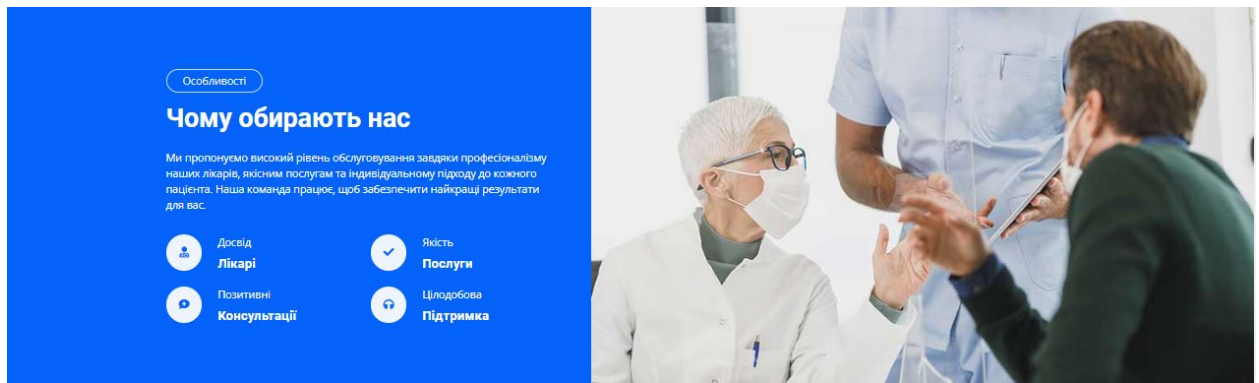 Особливості
Чому обирають нас
Ми пропонуємо високий рівень обслуговування завдяки професіоналізму
наших лікарів, якісним послугам та індивідуальному підходу до кожного
пацієнта. Наша команда працює, щоб забезпечити найкращі результати
для вас.
Досвід
Лікарі
Якість
Послуги
Позитивні
Консультації
Цілодобова
Підтримка